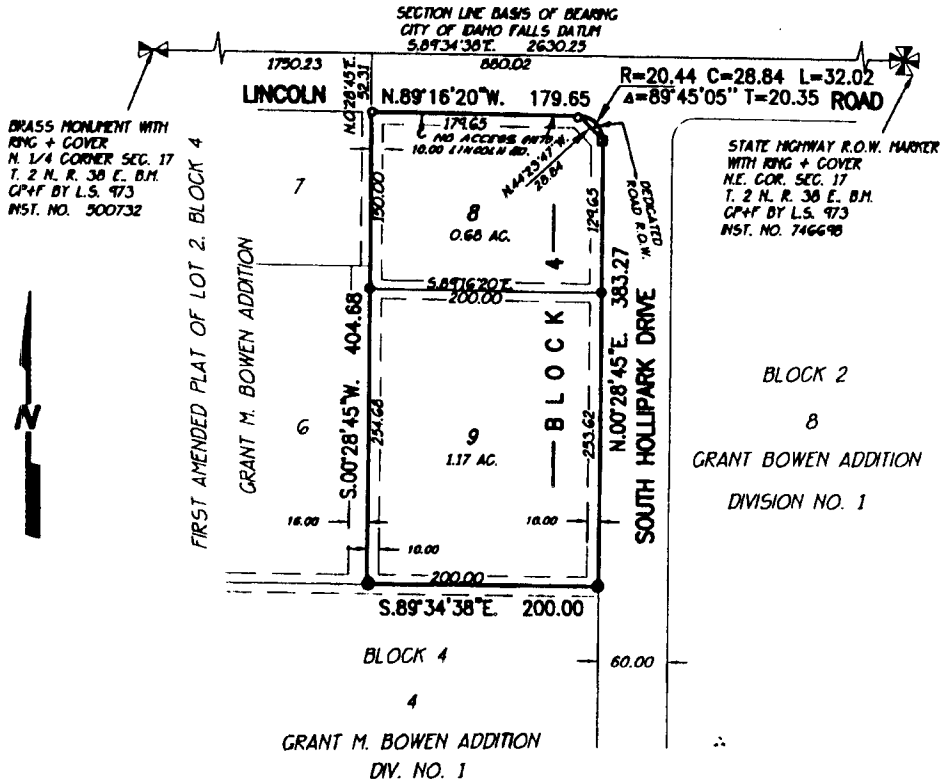 SECTION LINE BASIS OF BEARING
CITY OF IDAHO FALLS DATUM
S.89°34'38"E. 2630.25
1750.23
880.02
N.0°28'45"E.
52.31
LINCOLN
N.89°16'20"W. 179.65
R=20.44 C=28.84 L=32.02
Δ=89°45'05" T=20.35 ROAD
BRASS MONUMENT WITH
RING + COVER
N. 1/4 CORNER SEC. 17
T. 2 N., R. 38 E., B.M.
CP+F BY L.S. 973
INST. NO. 500732
STATE HIGHWAY R.O.W. MARKER
WITH RING + COVER
N.E. COR. SEC. 17
T. 2 N., R. 38 E., B.M.
CP+F BY L.S. 973
INST. NO. 746698
179.65
NO ACCESS ONTO
10.00 LINCOLN RD.
N.44°23'47"W.
28.84
DEDICATED
ROAD R.O.W.
7
150.00
8
0.68 AC.
129.65
S.89°16'20"E.
200.00
FIRST AMENDED PLAT OF LOT 2, BLOCK 4
GRANT M. BOWEN ADDITION
6
S.00°28'45"W. 404.68
254.68
9
1.17 AC.
BLOCK 4
253.62
N.00°28'45"E. 383.27
SOUTH HOLLIPARK DRIVE
BLOCK 2
8
GRANT BOWEN ADDITION
DIVISION NO. 1
N
16.00
10.00
10.00
200.00
S.89°34'38"E. 200.00
BLOCK 4
60.00
4
GRANT M. BOWEN ADDITION
DIV. NO. 1